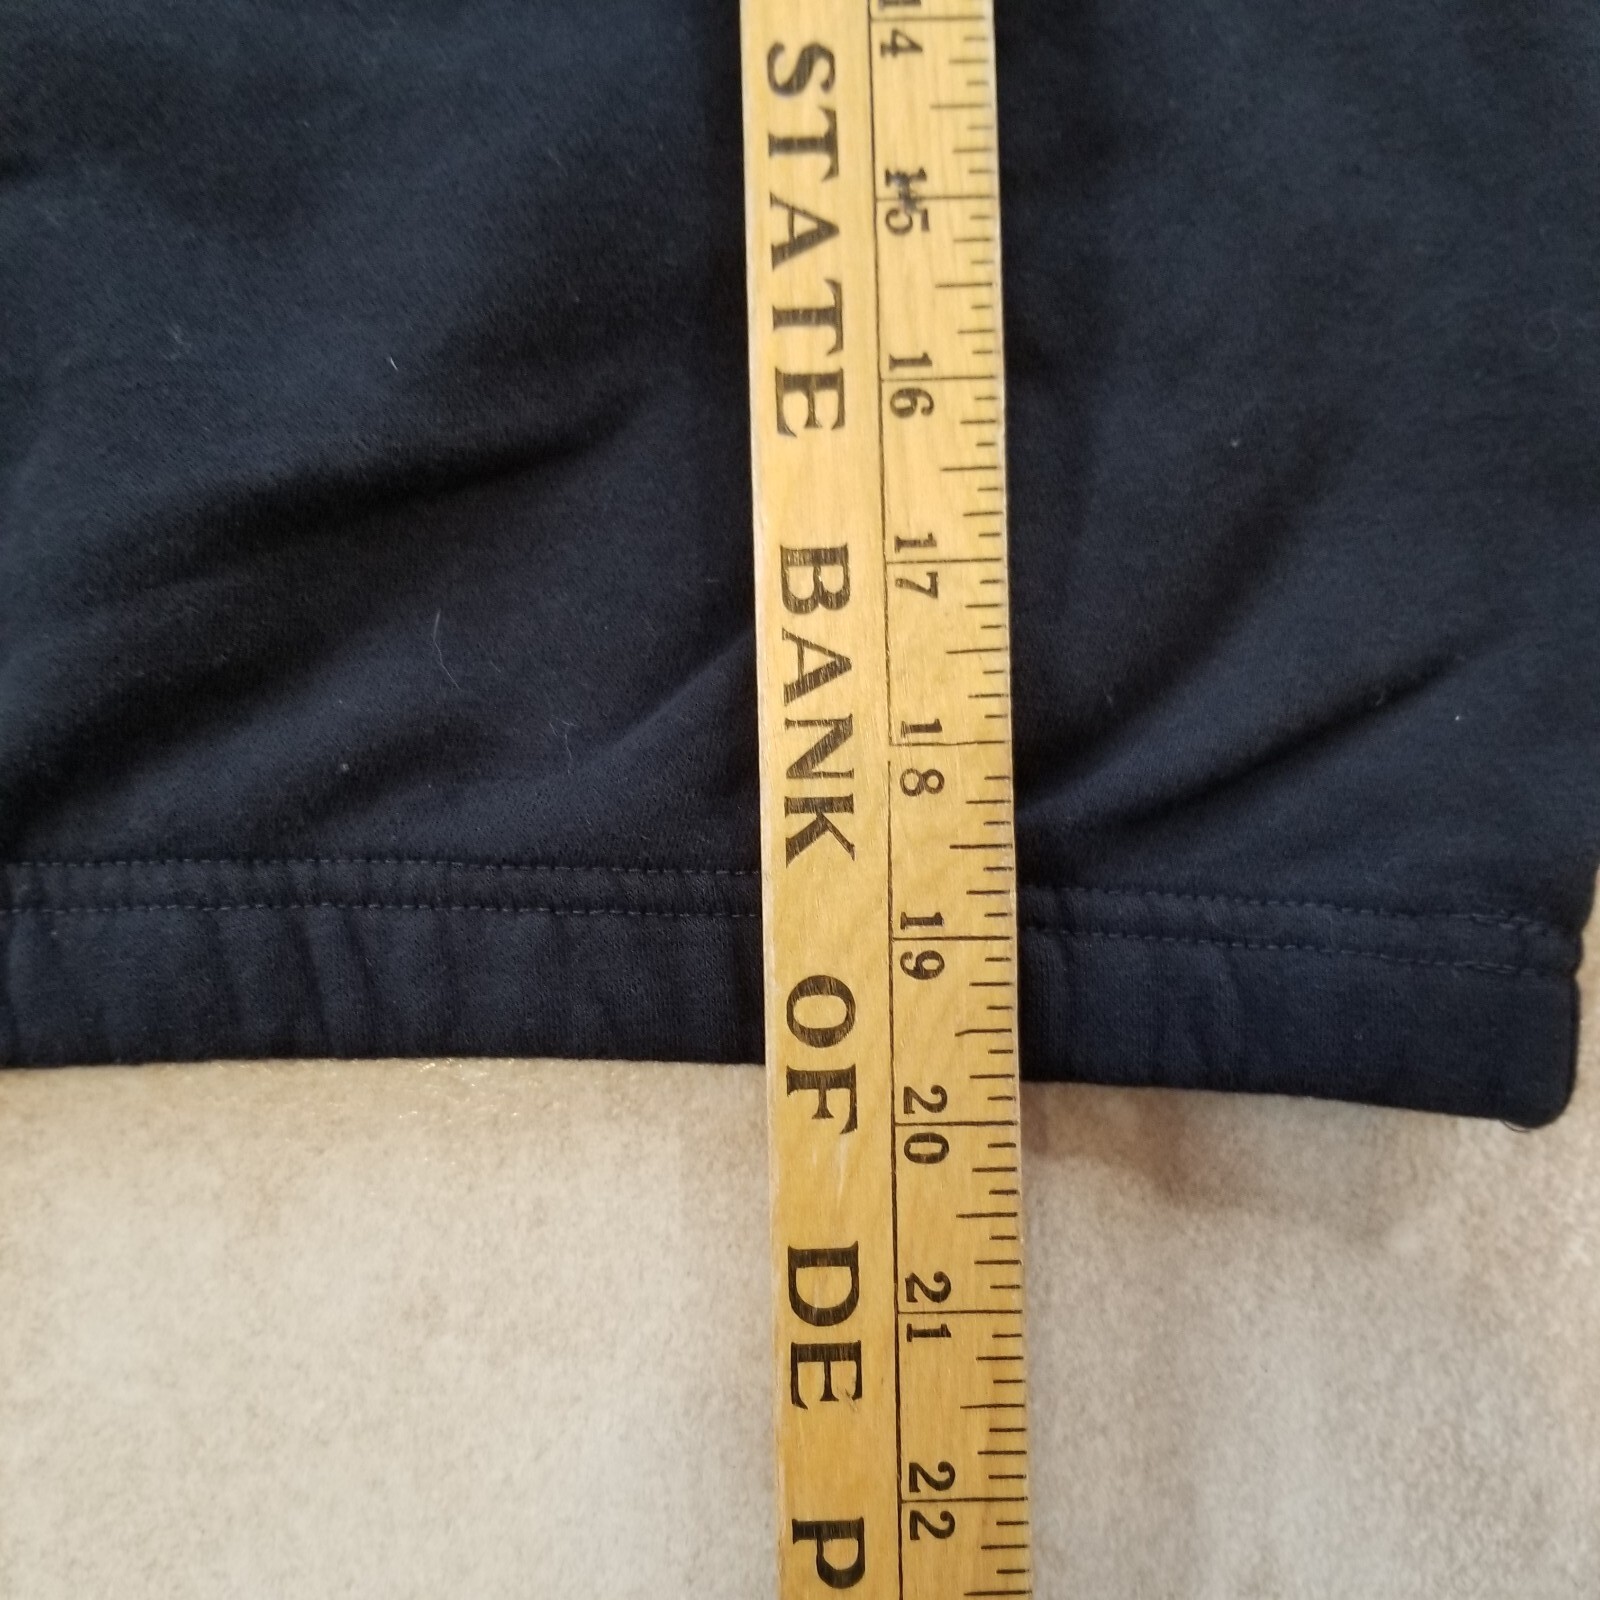 STATE BANK OF DE P
14 15 16 17 18 19 20 21 22